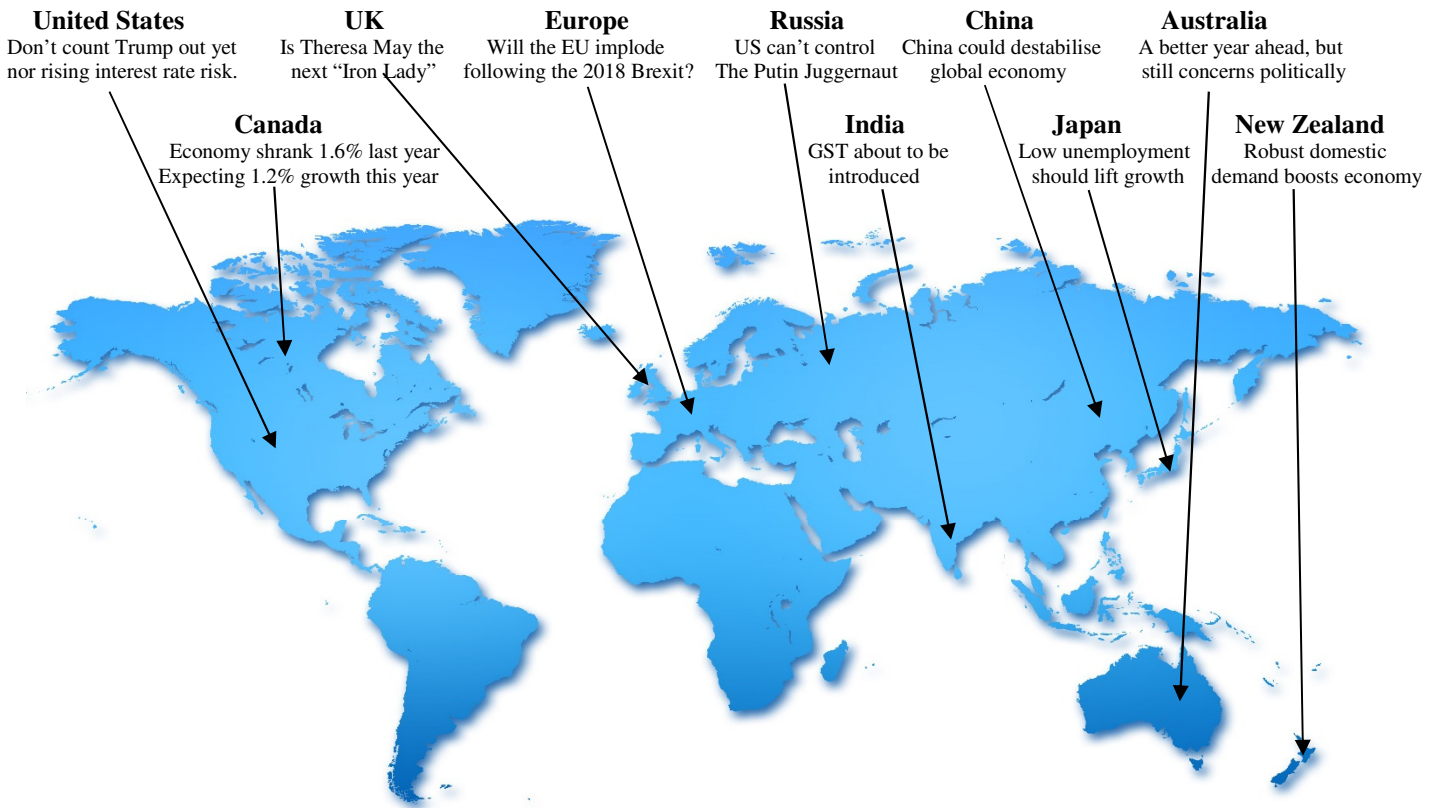 United States
Don’t count Trump out yet
nor rising interest rate risk.
UK
Is Theresa May the
next “Iron Lady”
Europe
Will the EU implode
following the 2018 Brexit?
Russia
US can’t control
The Putin Juggernaut
China
China could destabilise
global economy
Australia
A better year ahead, but
still concerns politically
Canada
Economy shrank 1.6% last year
Expecting 1.2% growth this year
India
GST about to be
introduced
Japan
Low unemployment
should lift growth
New Zealand
Robust domestic
demand boosts economy